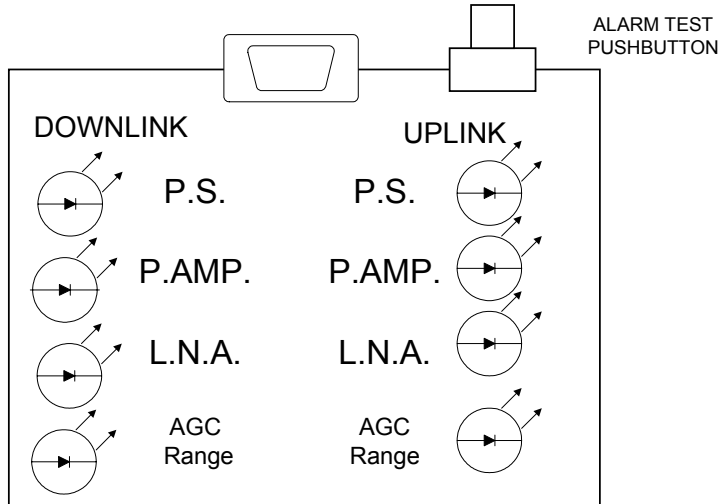 ALARM TEST
PUSHBUTTON
DOWNLINK
UPLINK
P.S.
P.S.
P.AMP.
P.AMP.
L.N.A.
L.N.A.
AGC
Range
AGC
Range